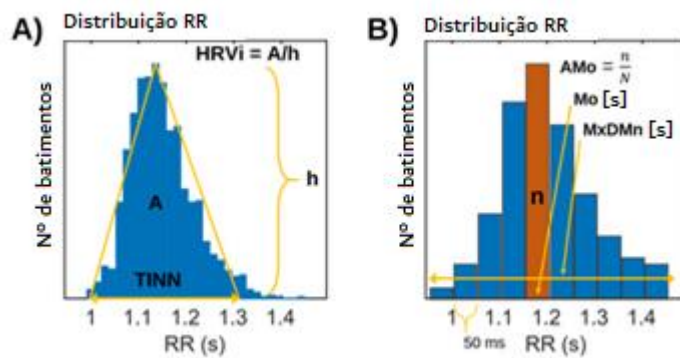 A)
Distribuição RR
HRVi = A/h
Nº de batimentos
h
A
TINN
1 1.1 1.2 1.3 1.4
RR (s)
B)
Distribuição RR
AMo = n/N
Mo [s]
MxDMn [s]
Nº de batimentos
n
1 1.1 1.2 1.3 1.4
50 ms
RR (s)